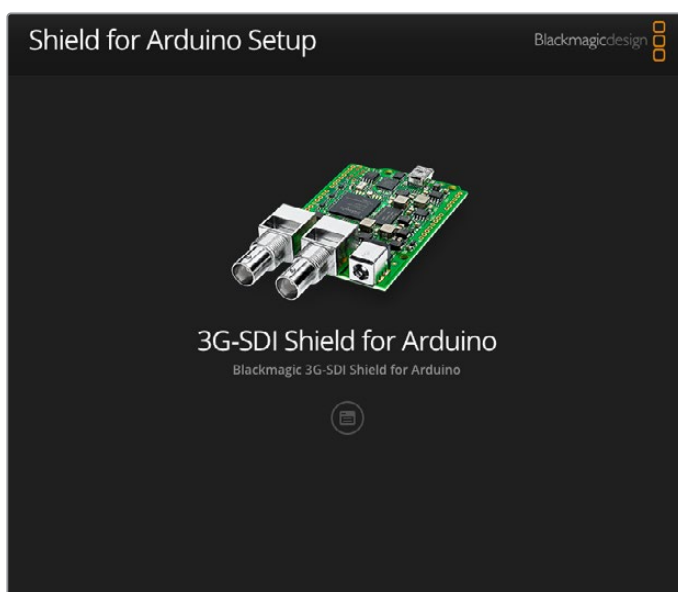 Shield for Arduino Setup
Blackmagicdesign
3G-SDI Shield for Arduino
Blackmagic 3G-SDI Shield for Arduino